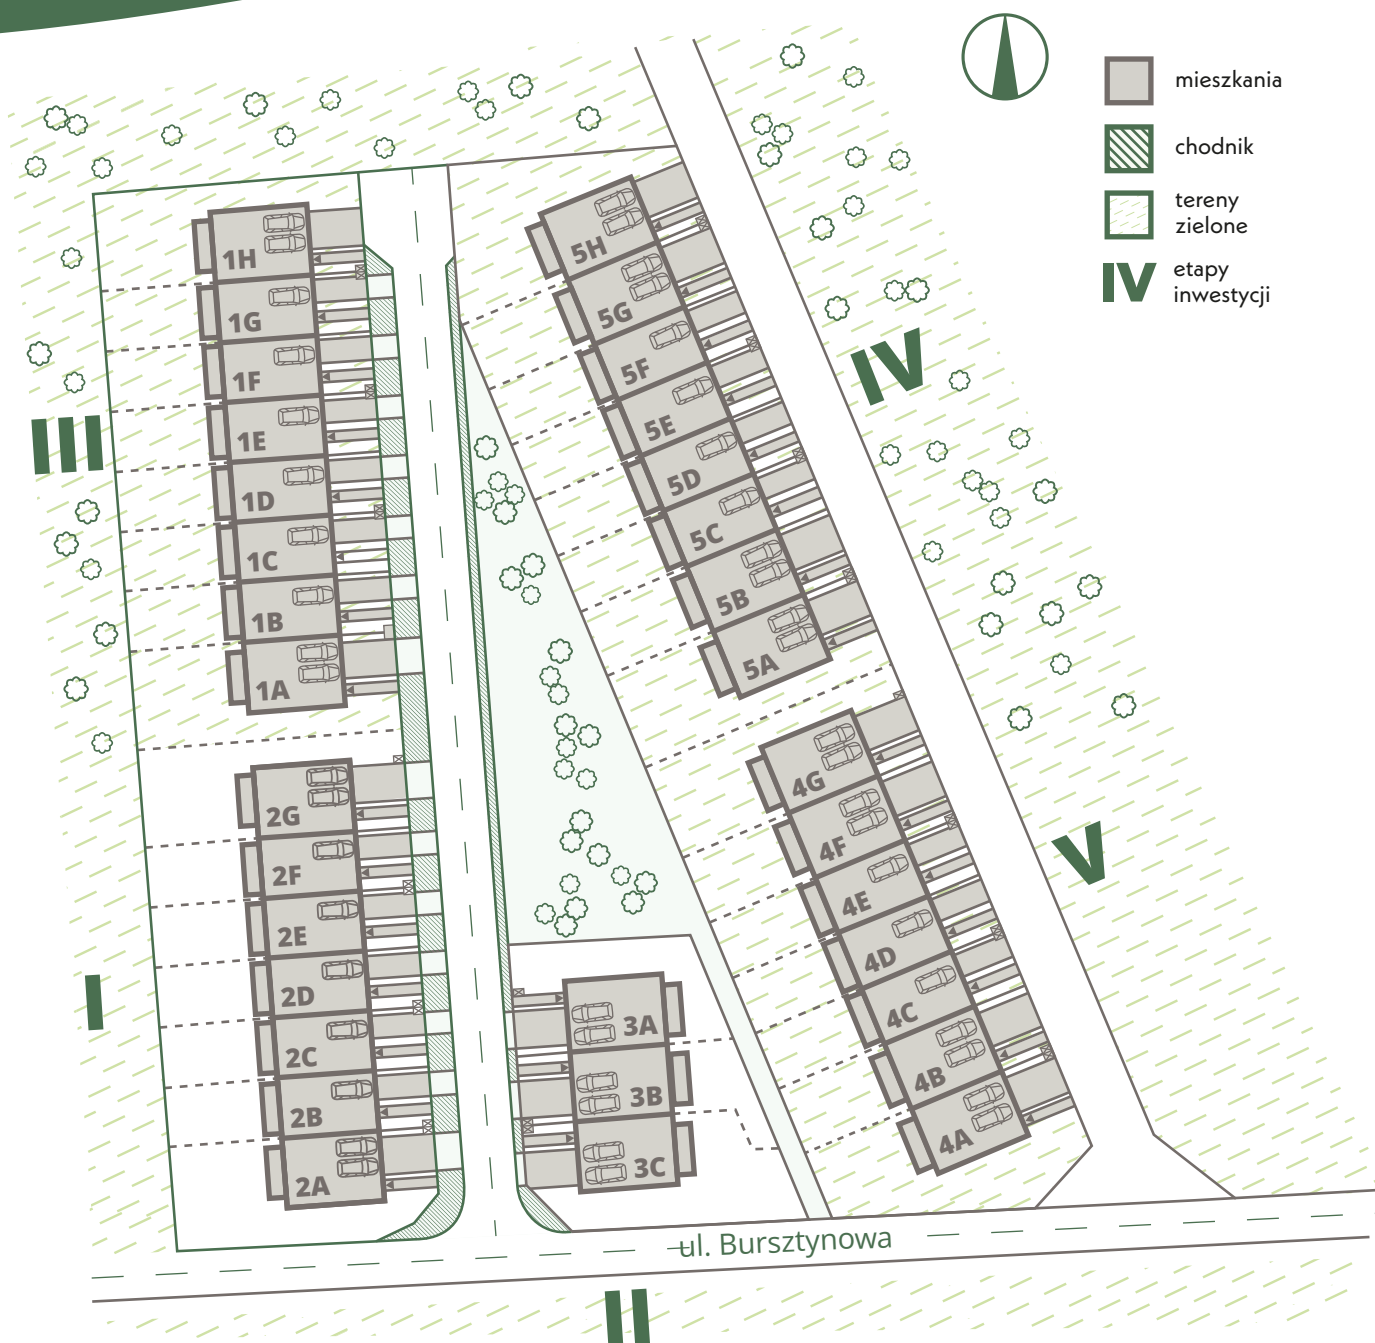 mieszkania
chodnik
tereny
zielone
IV etapy
inwestycji
1H
1G
1F
1E
1D
1C
1B
1A
2G
2F
2E
2D
2C
2B
2A
3A
3B
3C
5H
5G
5F
5E
5D
5C
5B
5A
4G
4F
4E
4D
4C
4B
4A
III
IV
I
V
ul. Bursztynowa
II